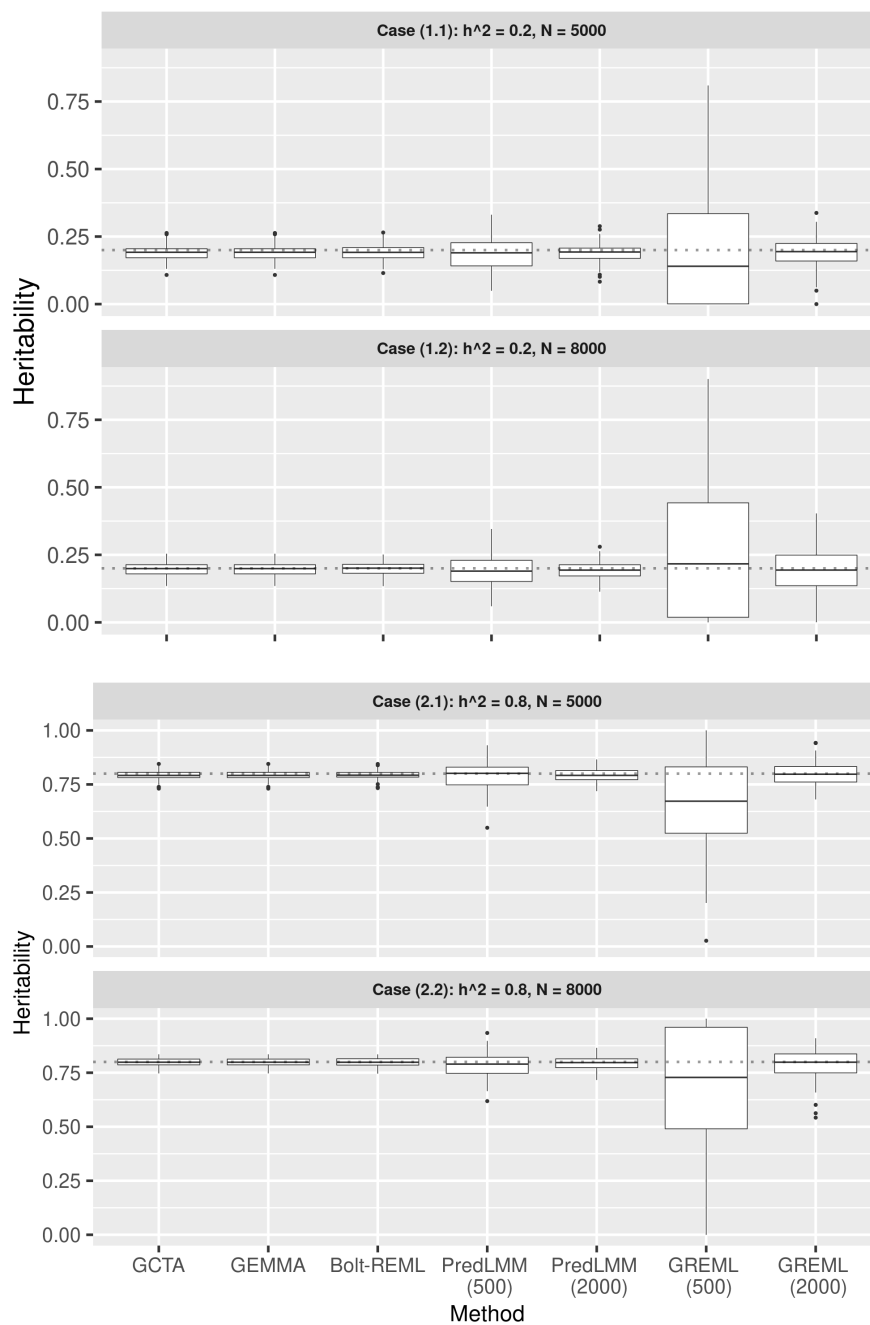 Case (1.1): h^2 = 0.2, N = 5000
0.75
0.50
0.25
0.00
Heritability
Case (1.2): h^2 = 0.2, N = 8000
0.75
0.50
0.25
0.00
Case (2.1): h^2 = 0.8, N = 5000
1.00
0.75
0.50
0.25
0.00
Heritability
Case (2.2): h^2 = 0.8, N = 8000
1.00
0.75
0.50
0.25
0.00
GCTA GEMMA Bolt-REML PredLMM PredLMM GREML GREML
(500) (2000) (500) (2000)
Method